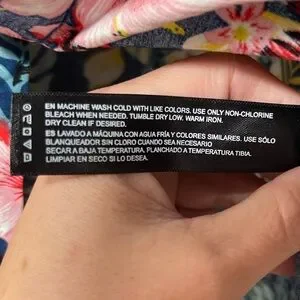 EN MACHINE WASH COLD WITH LIKE COLORS. USE ONLY NON-CHLORINE
BLEACH WHEN NEEDED. TUMBLE DRY LOW. WARM IRON.
DRY CLEAN IF DESIRED.
ES LAVADO A MÁQUINA CON AGUA FRÍA Y COLORES SIMILARES. USE SÓLO
BLANQUEADOR SIN CLORO CUANDO SEA NECESARIO
SECAR A BAJA TEMPERATURA. PLANCHADO A TEMPERATURA TIBIA.
LIMPIAR EN SECO SI LO DESEA.